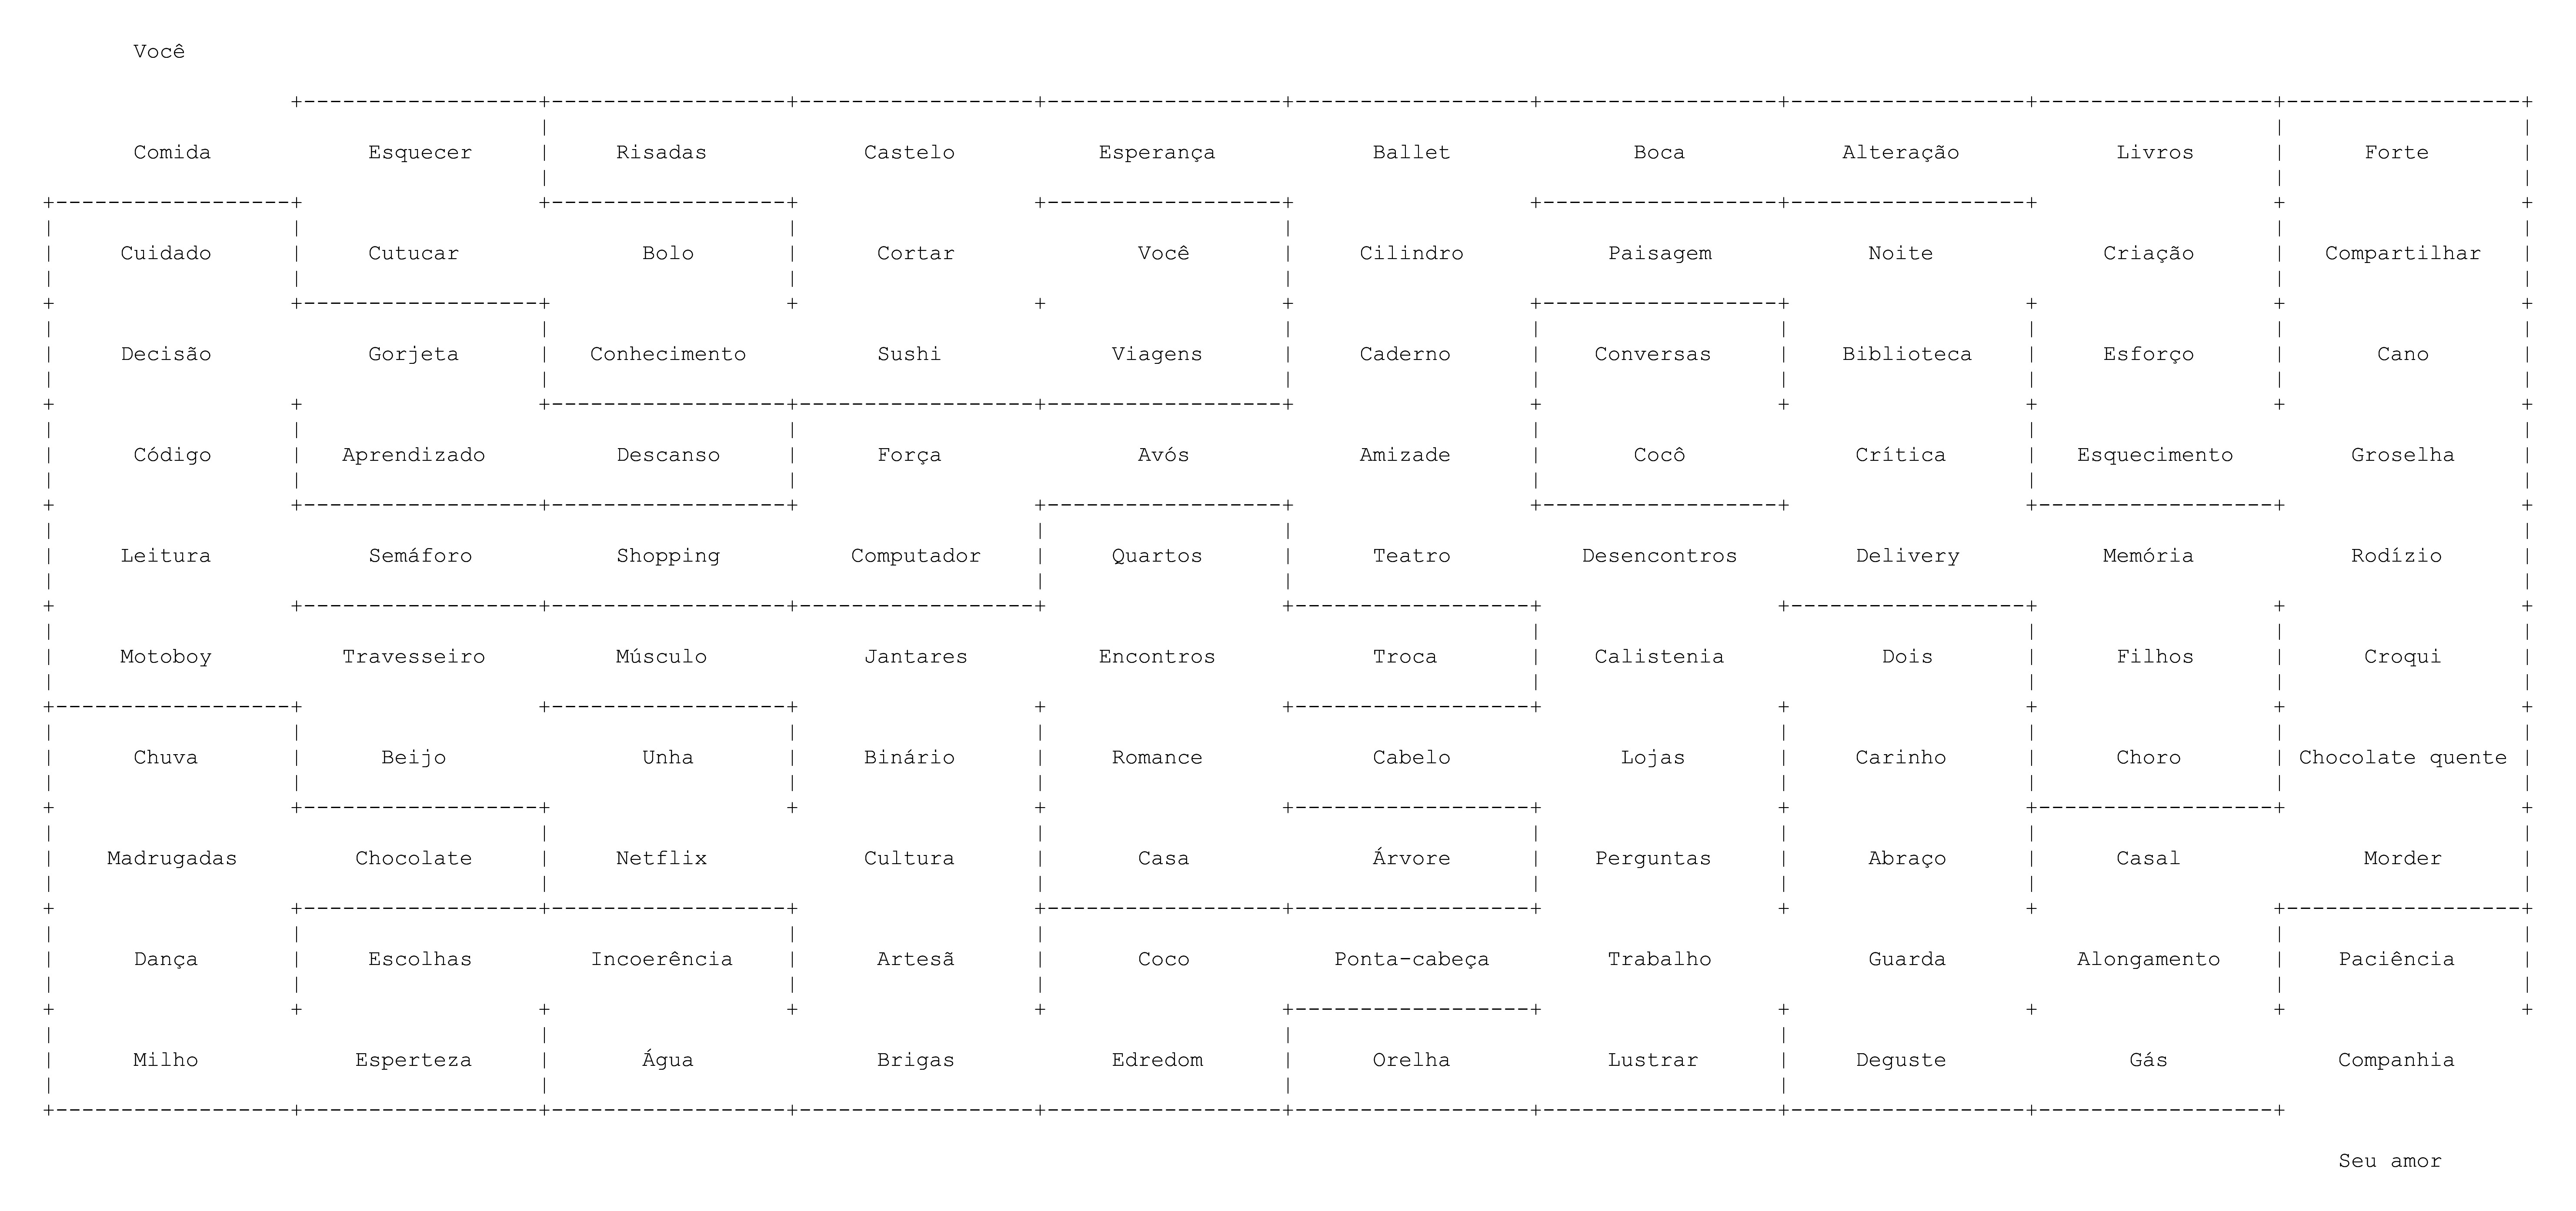 Você
Comida Esquecer Risadas Castelo Esperança Ballet Boca Alteração Livros Forte
Cuidado Cutucar Bolo Cortar Você Cilindro Paisagem Noite Criação Compartilhar
Decisão Gorjeta Conhecimento Sushi Viagens Caderno Conversas Biblioteca Esforço Cano
Código Aprendizado Descanso Força Avós Amizade Cocô Crítica Esquecimento Groselha
Leitura Semáforo Shopping Computador Quartos Teatro Desencontros Delivery Memória Rodízio
Motoboy Travesseiro Músculo Jantares Encontros Troca Calistenia Dois Filhos Croqui
Chuva Beijo Unha Binário Romance Cabelo Lojas Carinho Choro Chocolate quente
Madrugadas Chocolate Netflix Cultura Casa Árvore Perguntas Abraço Casal Morder
Dança Escolhas Incoerência Artesã Coco Ponta-cabeça Trabalho Guarda Alongamento Paciência
Milho Esperteza Água Brigas Edredom Orelha Lustrar Deguste Gás Companhia
Seu amor